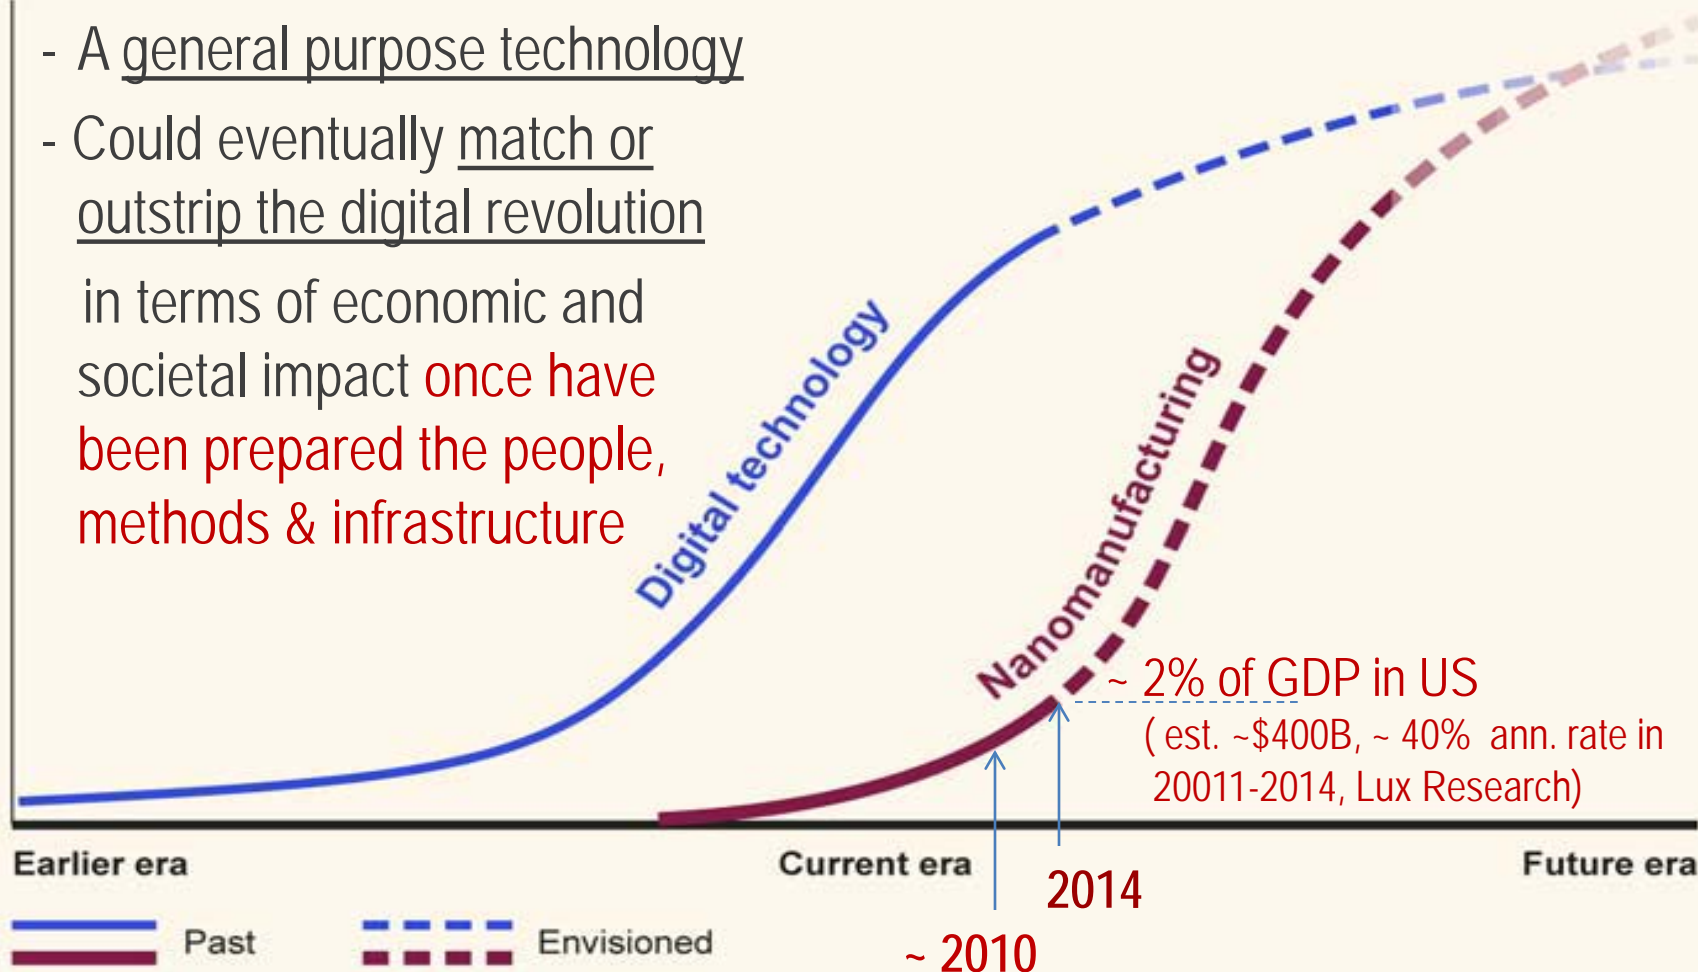 - A general purpose technology
- Could eventually match or
outstrip the digital revolution
in terms of economic and
societal impact once have
been prepared the people,
methods & infrastructure
Digital technology
Nanomanufacturing
~ 2% of GDP in US
( est. ~$400B, ~ 40% ann. rate in
20011-2014, Lux Research)
Earlier era
Current era
Future era
2014
~ 2010
Past
Envisioned